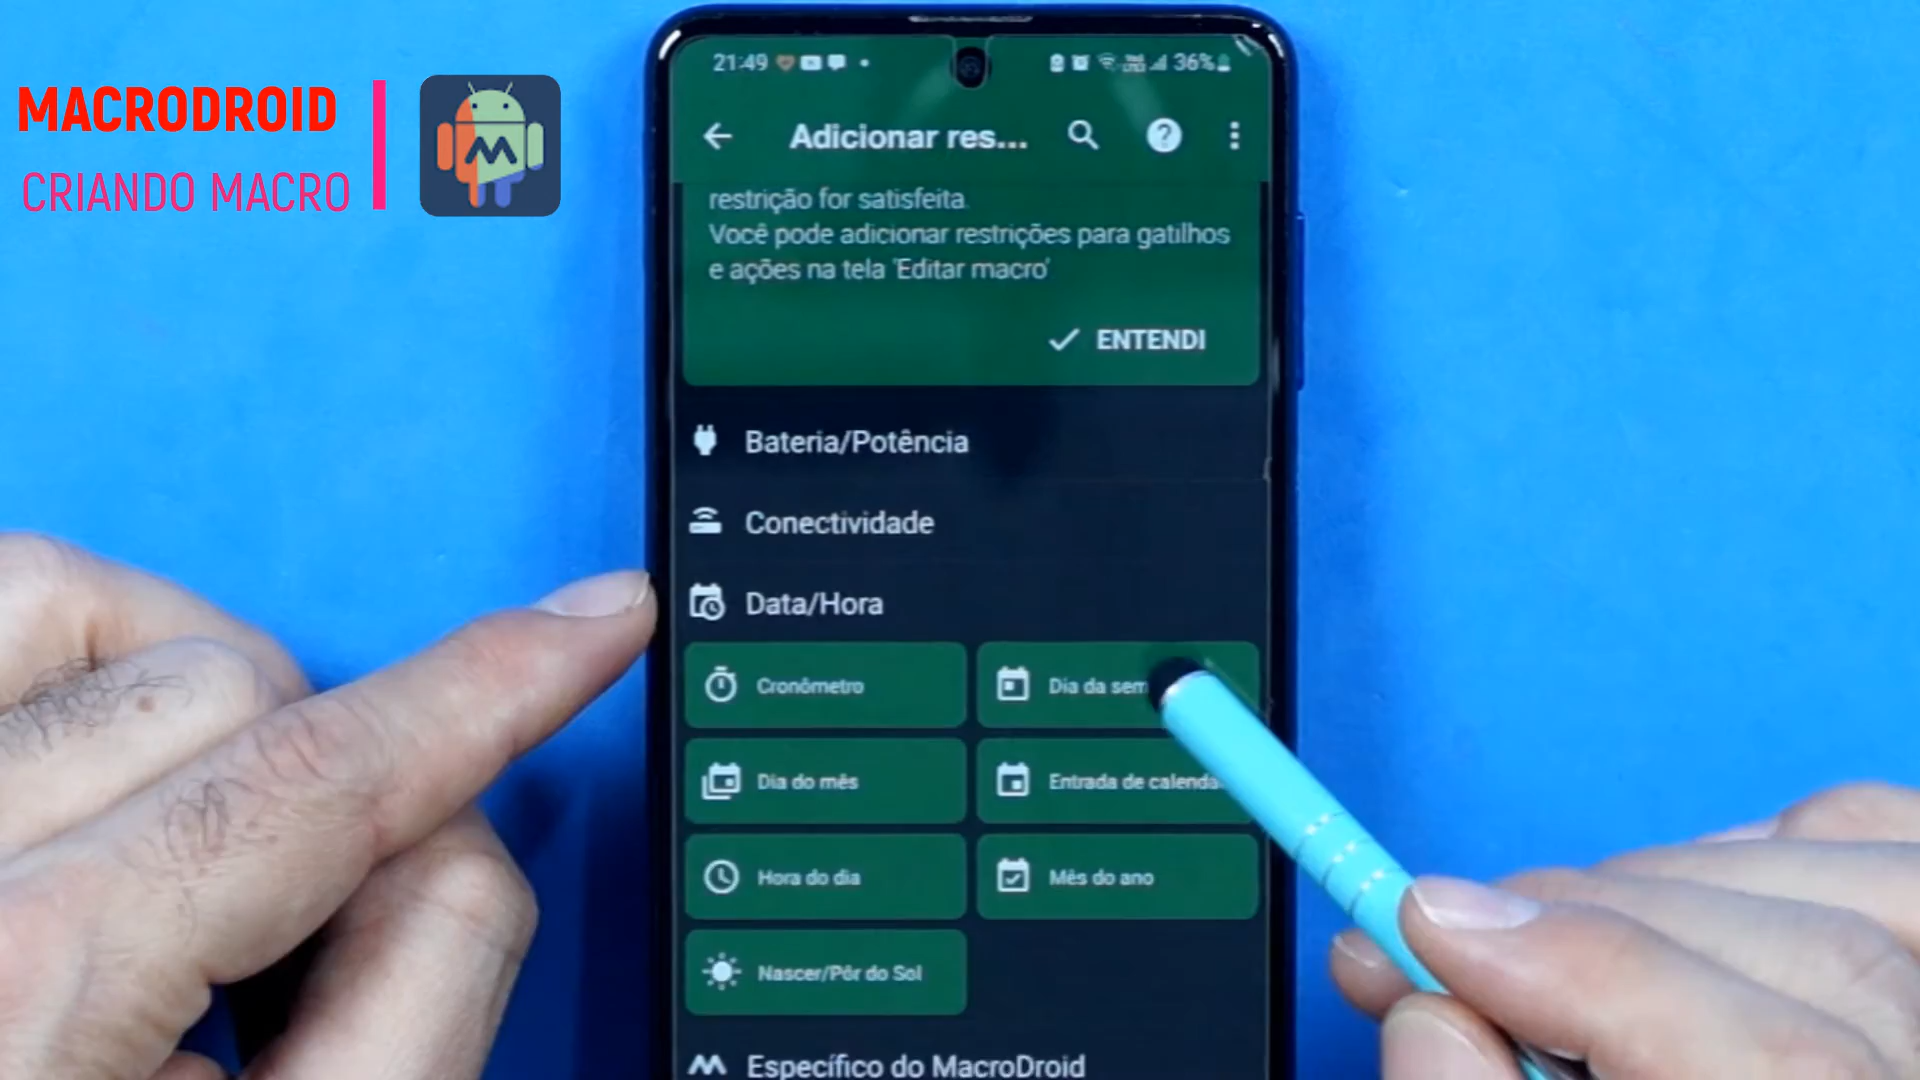 MACRODROID
CRIANDO MACRO
21:49 36%
Adicionar res...
restrição for satisfeita.
Você pode adicionar restrições para gatilhos
e ações na tela 'Editar macro'
ENTENDI
Bateria/Potência
Conectividade
Data/Hora
Cronômetro
Dia da sem
Dia do mês
Entrada de calenda
Hora do dia
Mês do ano
Nascer/Pôr do Sol
Específico do MacroDroid